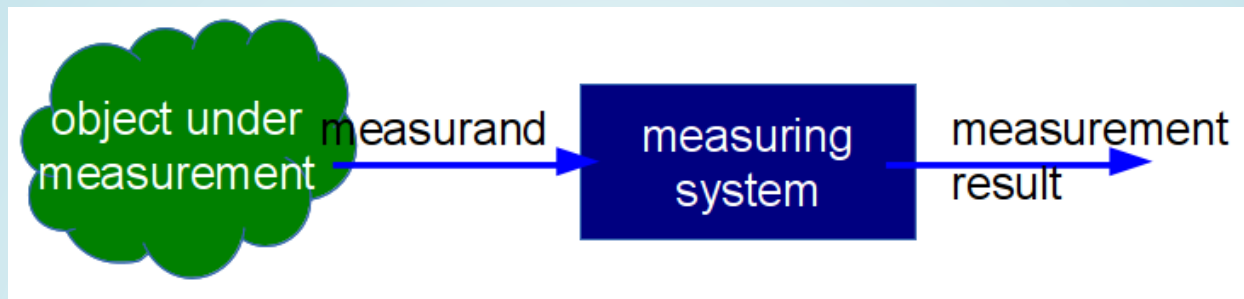 object under
measurement
measurand
measuring
system
measurement
result